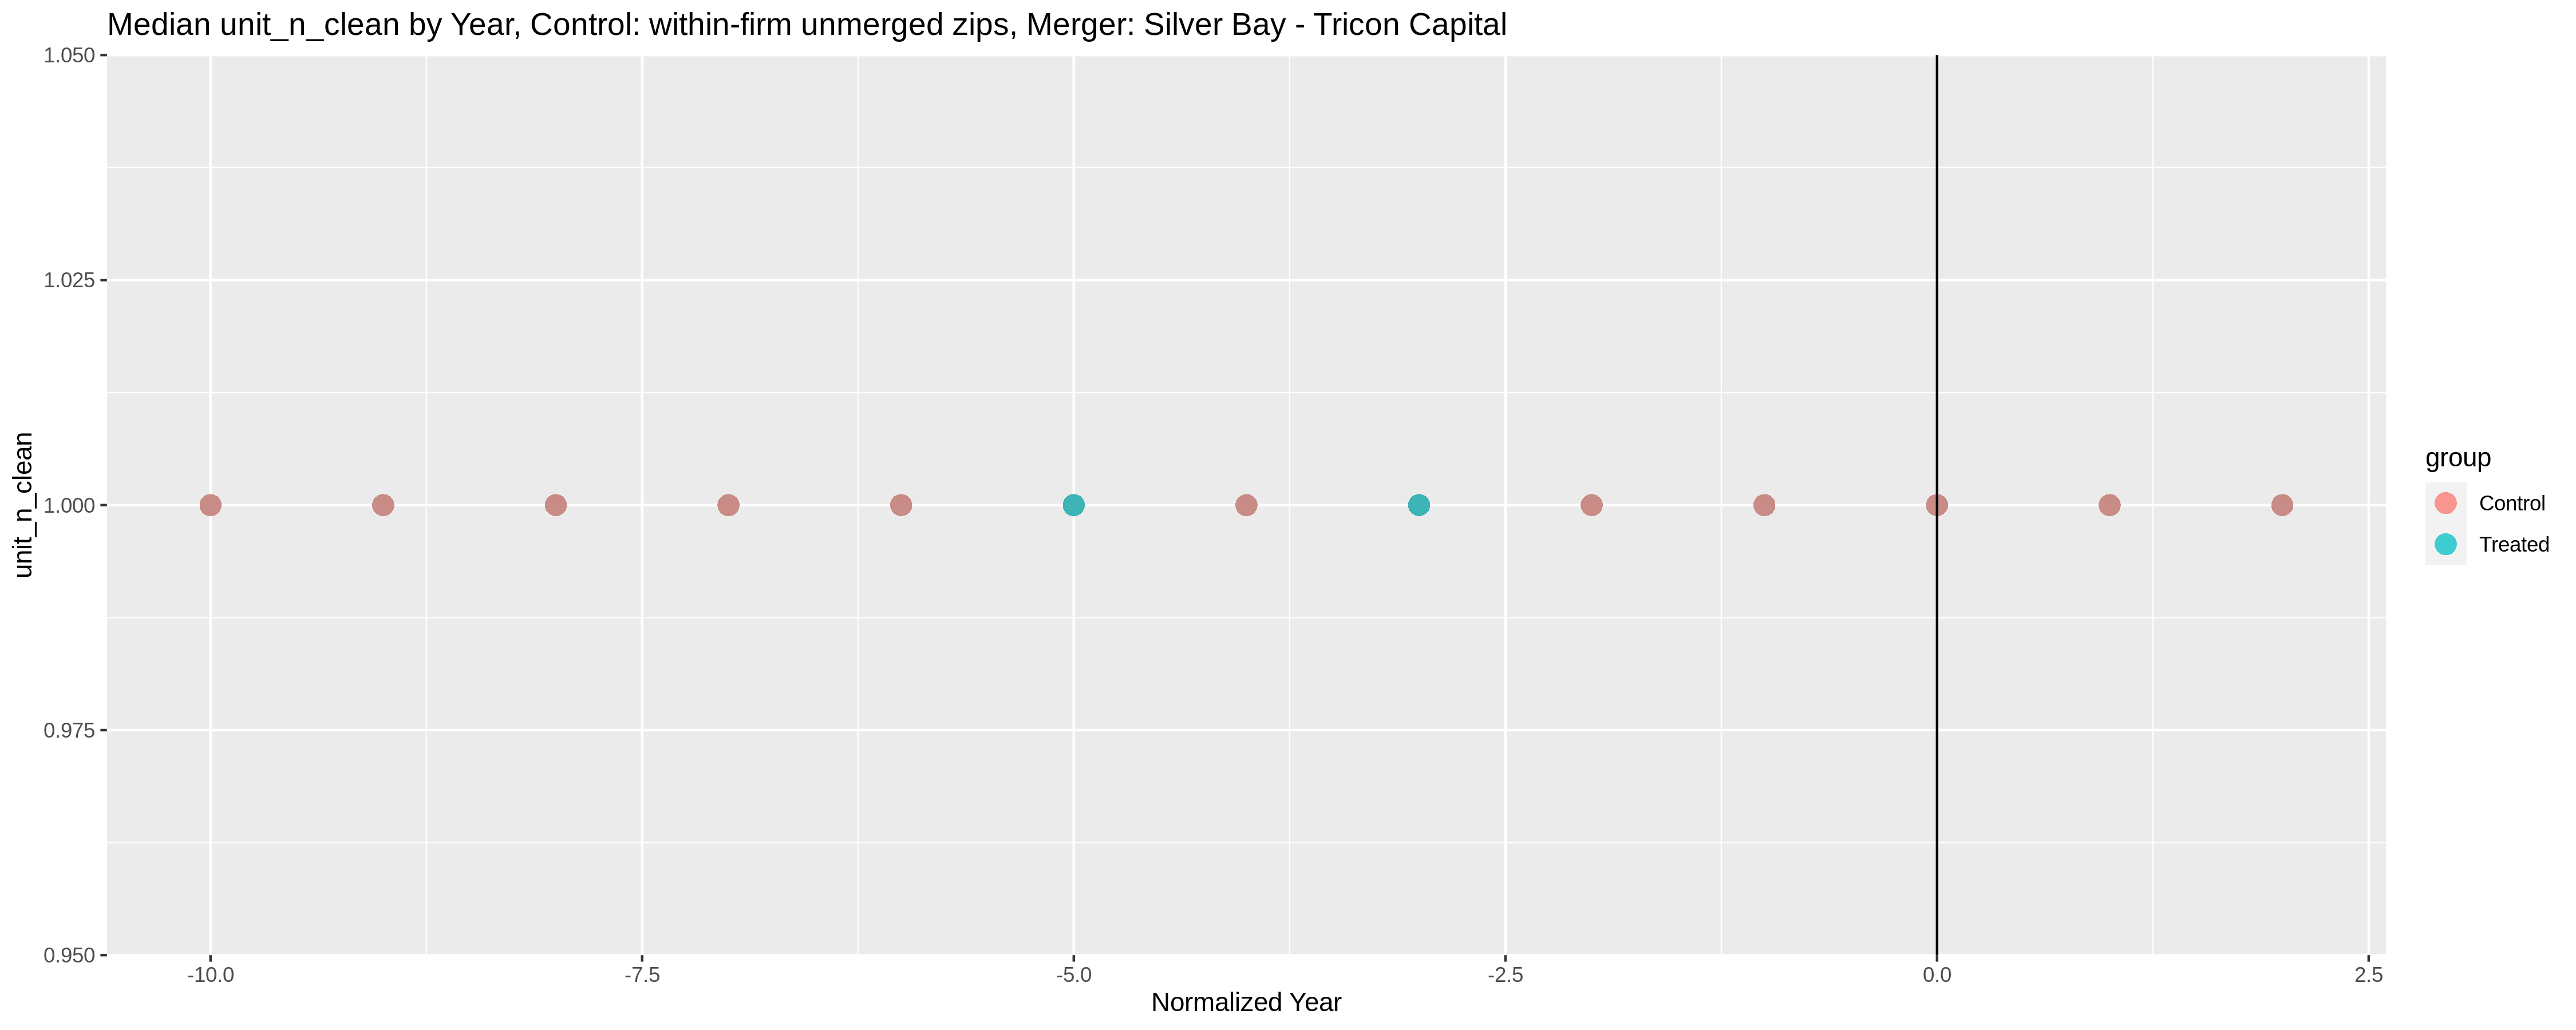 Median unit_n_clean by Year, Control: within-firm unmerged zips, Merger: Silver Bay - Tricon Capital
1.050
1.025
1.000
0.975
0.950
unit_n_clean
-10.0
-7.5
-5.0
-2.5
0.0
2.5
Normalized Year
group
Control
Treated